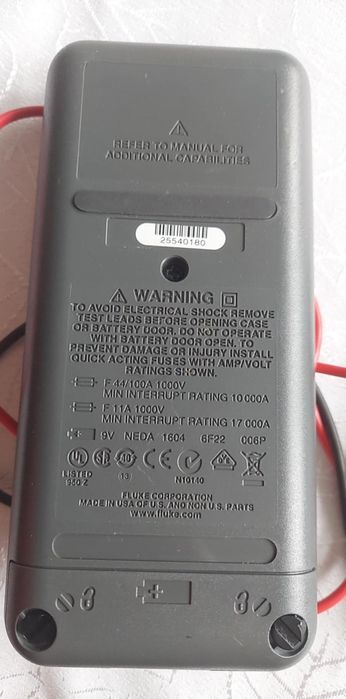 REFER TO MANUAL FOR
ADDITIONAL CAPABILITIES
25540180
WARNING
TO AVOID ELECTRICAL SHOCK REMOVE
TEST LEADS BEFORE OPENING CASE
OR BATTERY DOOR. DO NOT OPERATE
WITH BATTERY DOOR OPEN. TO
PREVENT DAMAGE OR INJURY INSTALL
QUICK ACTING FUSES WITH AMP/VOLT
RATINGS SHOWN.
F 44/100A 1000V
MIN INTERRUPT RATING 10 000A
F 11A 1000V
MIN INTERRUPT RATING 17 000A
9V NEDA 1604 6F22 006P
UL CE
LISTED
950 Z
13
N10140
FLUKE CORPORATION
MADE IN USA OF U.S. AND NON U.S. PARTS
www.fluke.com